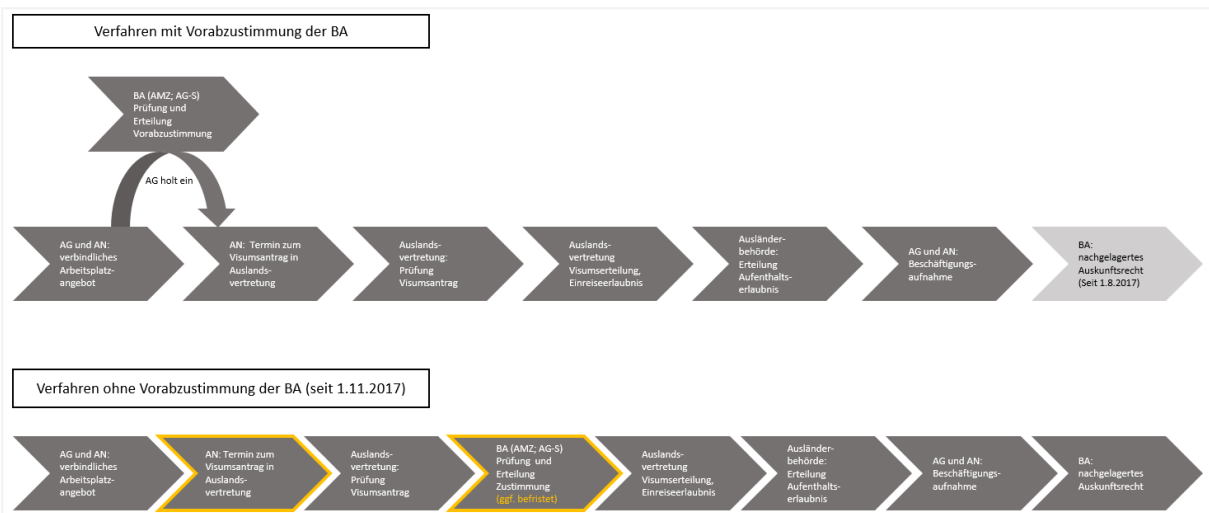 Verfahren mit Vorabzustimmung der BA
BA (AMZ; AG-S)
Prüfung und
Erteilung
Vorabzustimmung
AG holt ein
AG und AN:
verbindliches
Arbeitsplatz-
angebot
AN:  Termin zum
Visumsantrag in
Auslands-
vertretung
Auslands-
vertretung:
Prüfung
Visumsantrag
Auslands-
vertretung
Visumserteilung,
Einreiseerlaubnis
Ausländer-
behörde:
Erteilung
Aufenthalts-
erlaubnis
AG und AN:
Beschäftigungs-
aufnahme
BA:
nachgelagertes
Auskunftsrecht
(Seit 1.8.2017)
Verfahren ohne Vorabzustimmung der BA (seit 1.11.2017)
AG und AN:
verbindliches
Arbeitsplatz-
angebot
AN: Termin zum
Visumsantrag in
Auslands-
vertretung
Auslands-
vertretung:
Prüfung
Visumsantrag
BA (AMZ; AG-S)
Prüfung und
Erteilung
Zustimmung
(ggf. befristet)
Auslands-
vertretung
Visumserteilung,
Einreiseerlaubnis
Ausländer-
behörde:
Erteilung
Aufenthalts-
erlaubnis
AG und AN:
Beschäftigungs-
aufnahme
BA:
nachgelagertes
Auskunftsrecht